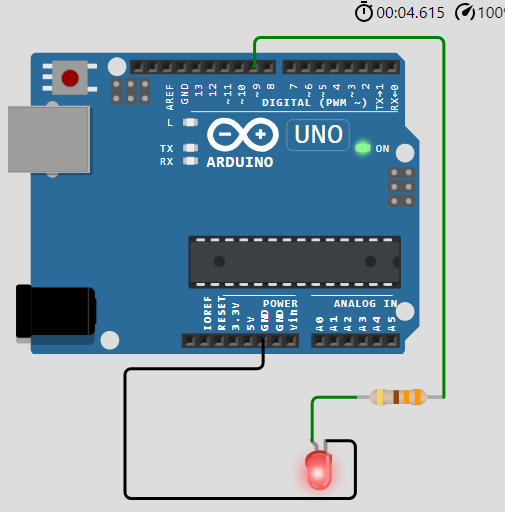 00:04.615 100%
AREF
GND
13
12
~11
~10
~9
8
7
~6
~5
4
~3
2
TX→1
RX←0
DIGITAL (PWM ~)
L
TX
RX
UNO
ARDUINO
ON
POWER
ANALOG IN
IOREF
RESET
3.3V
5V
GND
GND
Vin
A0
A1
A2
A3
A4
A5